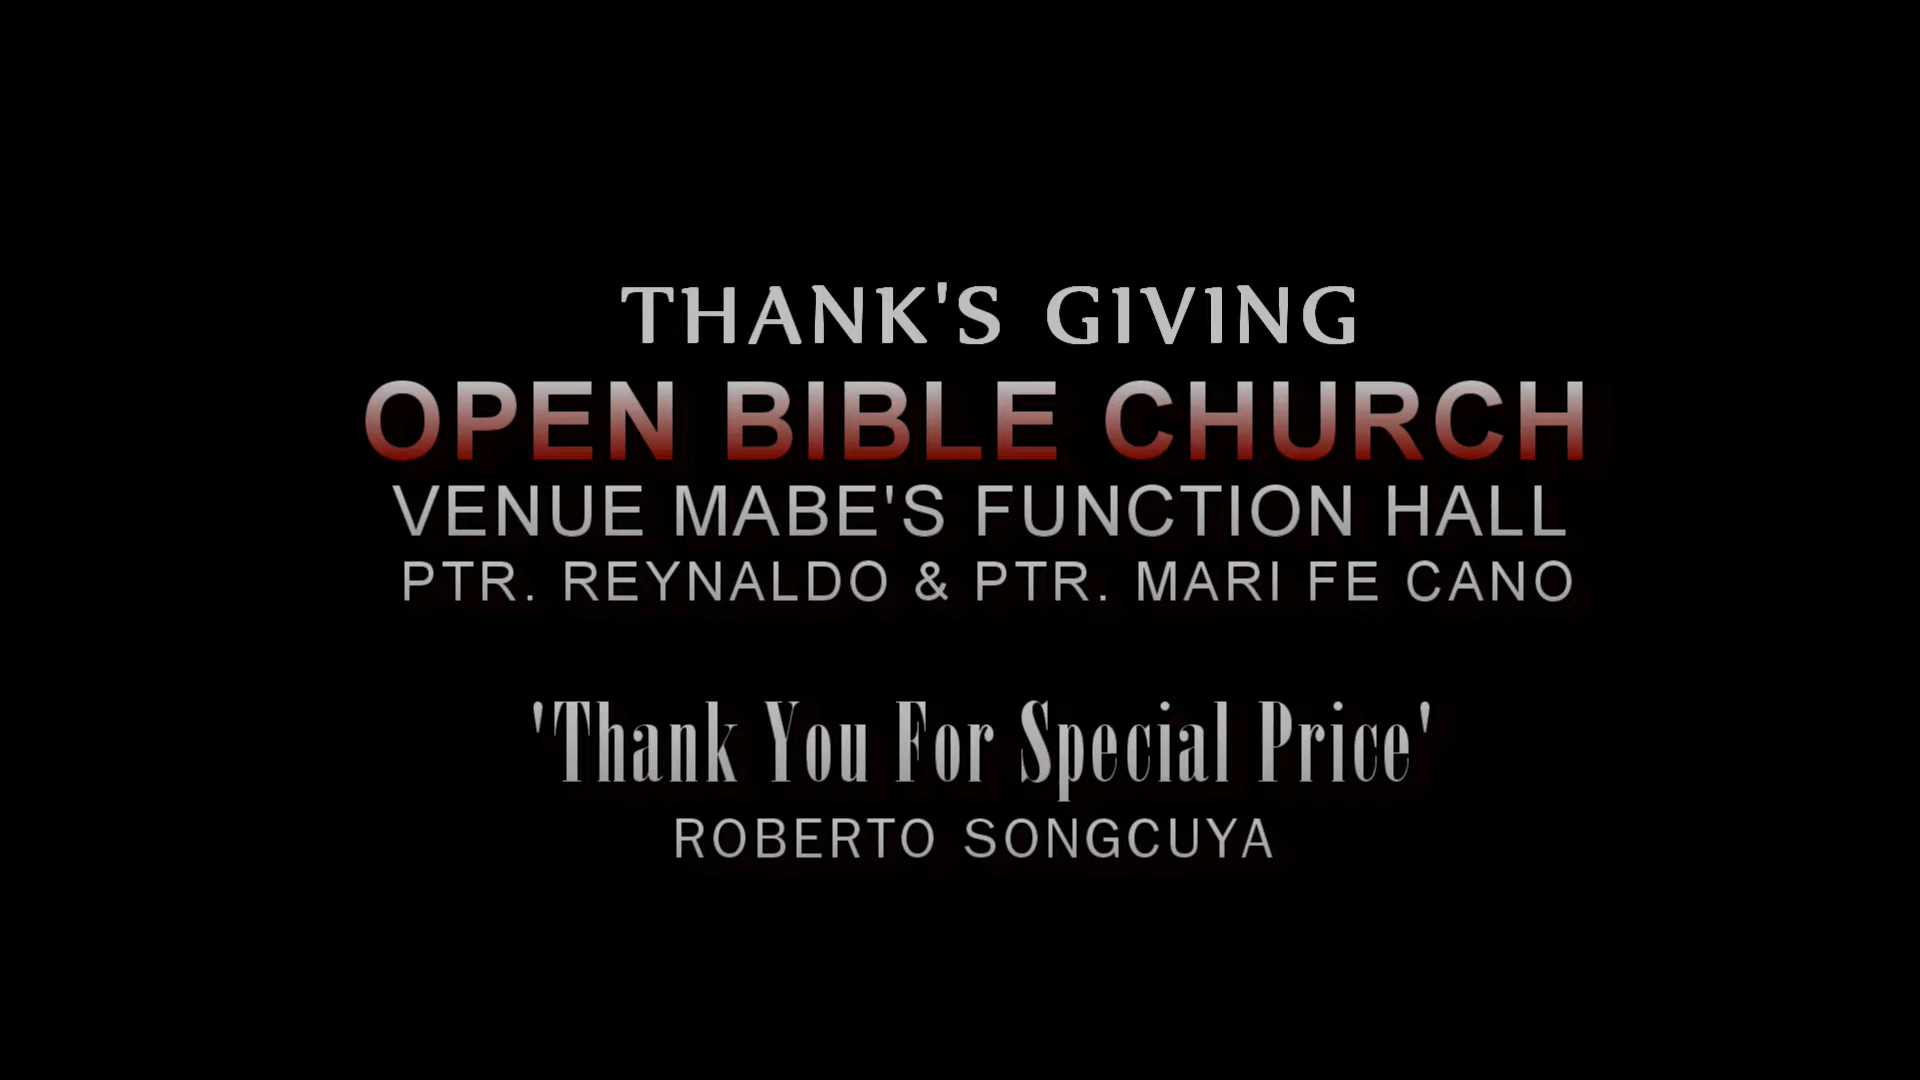 THANK'S GIVING
OPEN BIBLE CHURCH
VENUE MABE'S FUNCTION HALL
PTR. REYNALDO & PTR. MARI FE CANO
'Thank You For Special Price'
ROBERTO SONGCUYA